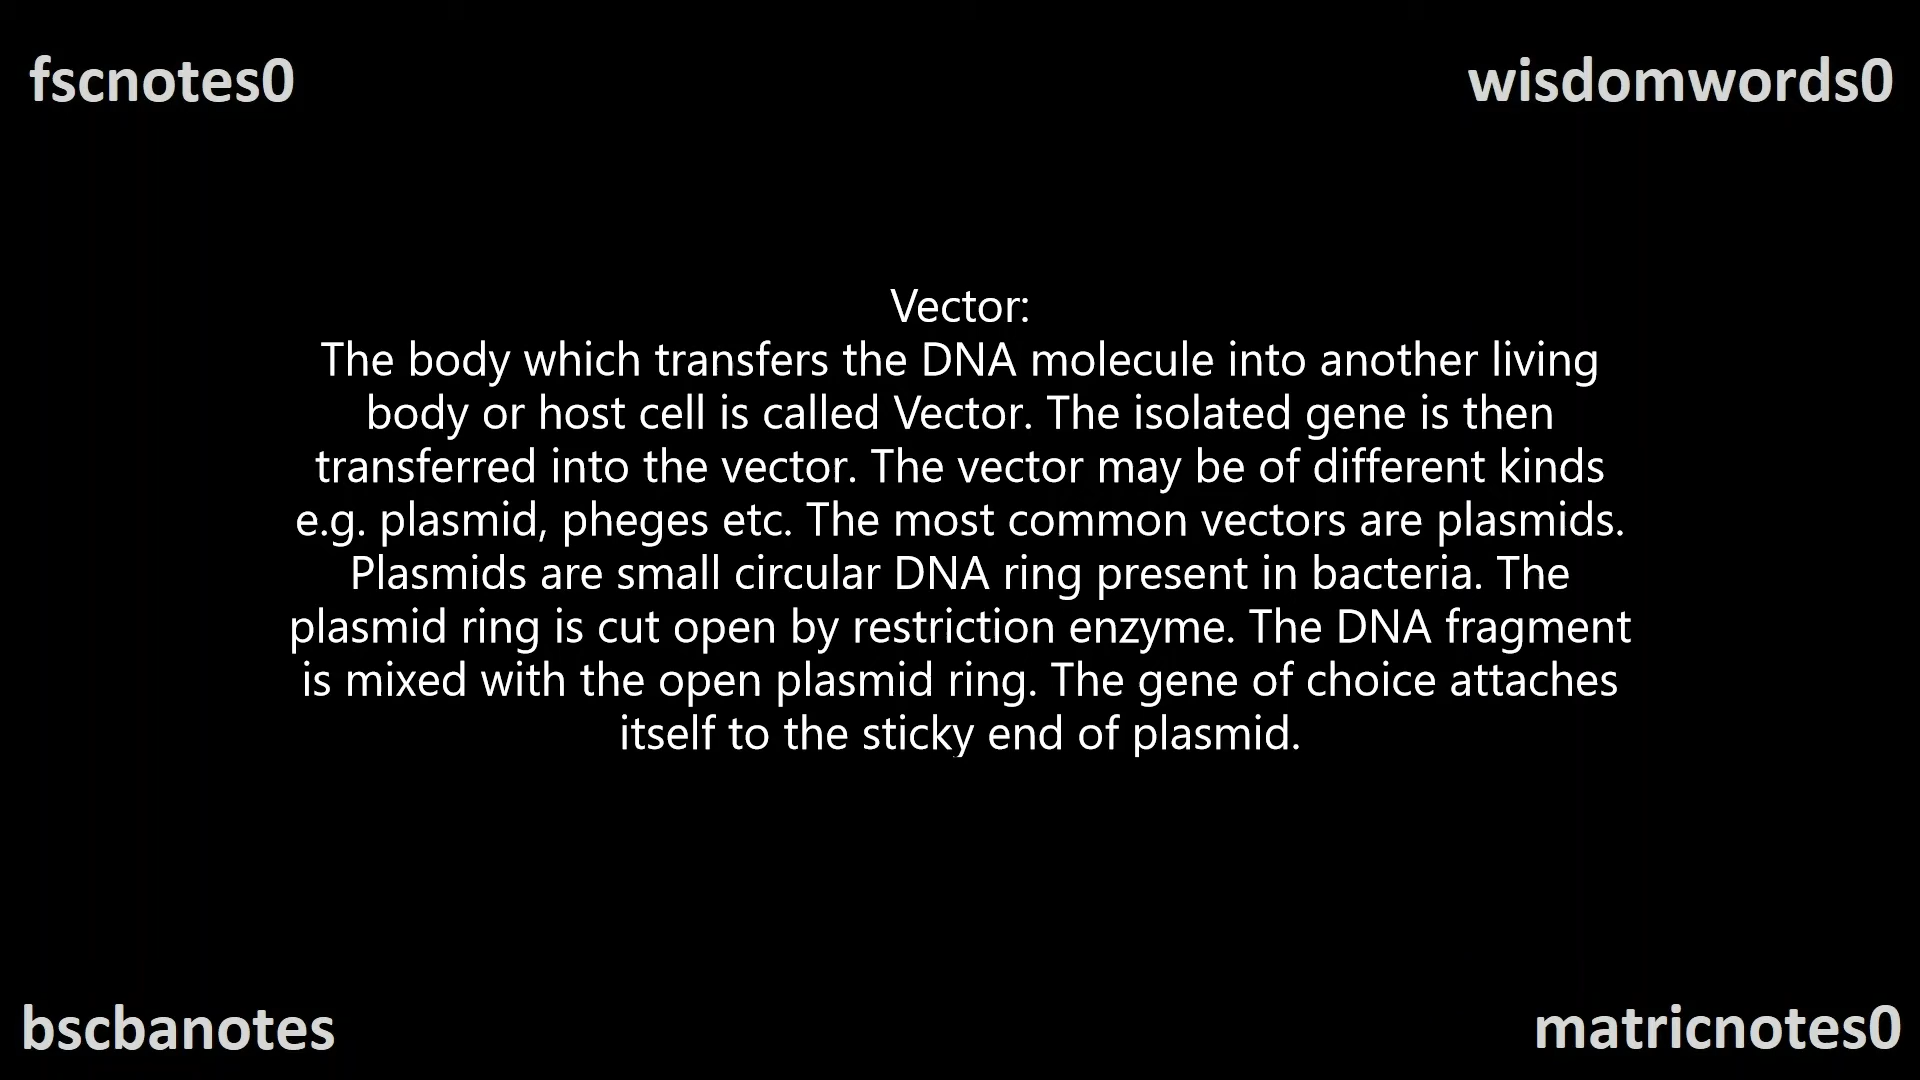 fscnotes0
wisdomwords0
Vector:
The body which transfers the DNA molecule into another living
body or host cell is called Vector. The isolated gene is then
transferred into the vector. The vector may be of different kinds
e.g. plasmid, pheges etc. The most common vectors are plasmids.
Plasmids are small circular DNA ring present in bacteria. The
plasmid ring is cut open by restriction enzyme. The DNA fragment
is mixed with the open plasmid ring. The gene of choice attaches
itself to the sticky end of plasmid.
bscbanotes
matricnotes0